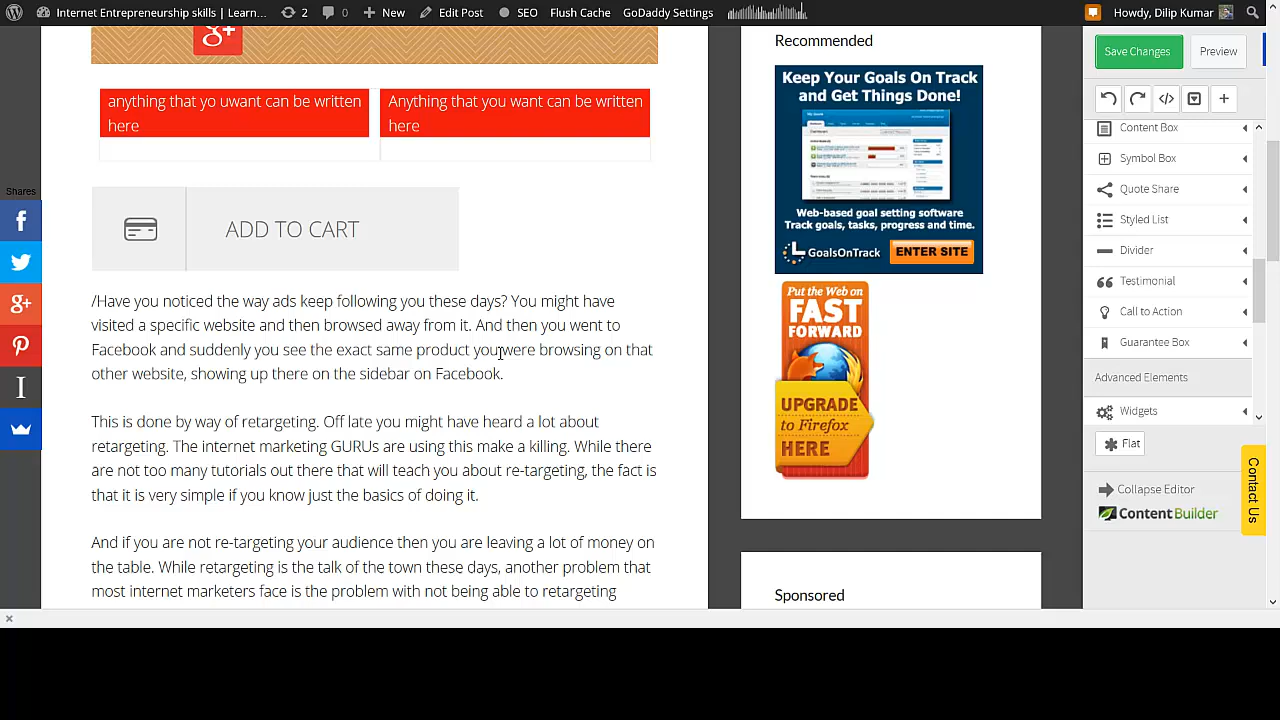 Internet Entrepreneurship skills | Learn...
2
0
New
Edit Post
SEO
Flush Cache
GoDaddy Settings
Howdy, Dilip Kumar
g+
anything that yo uwant can be written
here
Anything that you want can be written
here
ADD TO CART
/Have you noticed the way ads keep following you these days? You might have
visited a specific website and then browsed away from it. And then you went to
Facebook and suddenly you see the exact same product you were browsing on that
other website, showing up there on the sidebar on Facebook.
This is done by way of retargeting. Off late you might have heard a lot about
retargeting. The internet marketing GURUs are using this make a killing. While there
are not too many tutorials out there that will teach you about re-targeting, the fact is
that it is very simple if you know just the basics of doing it.
And if you are not re-targeting your audience then you are leaving a lot of money on
the table. While retargeting is the talk of the town these days, another problem that
most internet marketers face is the problem with not being able to retargeting
Shares
Recommended
Keep Your Goals On Track
and Get Things Done!
Web-based goal setting software
Track goals, tasks, progress and time.
GoalsOnTrack
ENTER SITE
Put the Web on
FAST
FORWARD
UPGRADE
to Firefox
HERE
Sponsored
Save Changes
Preview
Content Box
Symbol Box
Quick Share
Styled List
Divider
Testimonial
Call to Action
Guarantee Box
Advanced Elements
Widgets
Flat
Collapse Editor
ContentBuilder
Contact Us